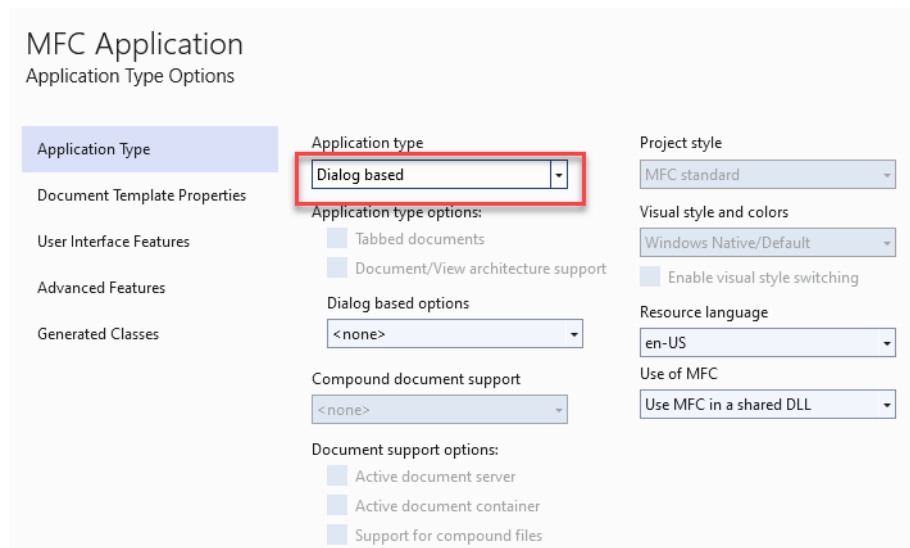 MFC Application
Application Type Options
Application Type
Document Template Properties
User Interface Features
Advanced Features
Generated Classes
Application type
Dialog based
Application type options:
Tabbed documents
Document/View architecture support
Dialog based options
<none>
Compound document support
<none>
Document support options:
Active document server
Active document container
Support for compound files
Project style
MFC standard
Visual style and colors
Windows Native/Default
Enable visual style switching
Resource language
en-US
Use of MFC
Use MFC in a shared DLL